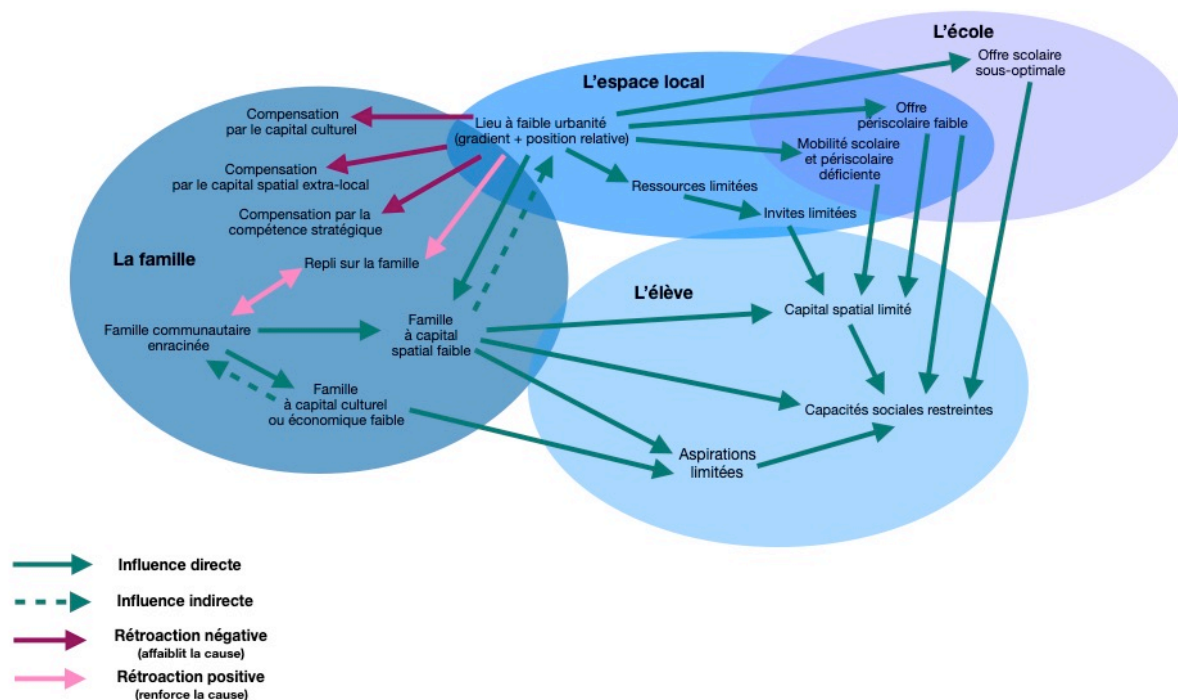 L'école
Offre scolaire
sous-optimale
L'espace local
Compensation
par le capital culturel
Lieu à faible urbanité
(gradient + position relative)
Offre
périscolaire faible
Mobilité scolaire
et périscolaire
déficiente
Compensation
par le capital spatial extra-local
Ressources limitées
Invites limitées
Compensation par la
compétence stratégique
La famille
Repli sur la famille
L'élève
Famille communautaire
enracinée
Famille
à capital
spatial faible
Capital spatial limité
Famille
à capital culturel
ou économique faible
Capacités sociales restreintes
Aspirations
limitées
Influence directe
Influence indirecte
Rétroaction négative
(affaiblit la cause)
Rétroaction positive
(renforce la cause)